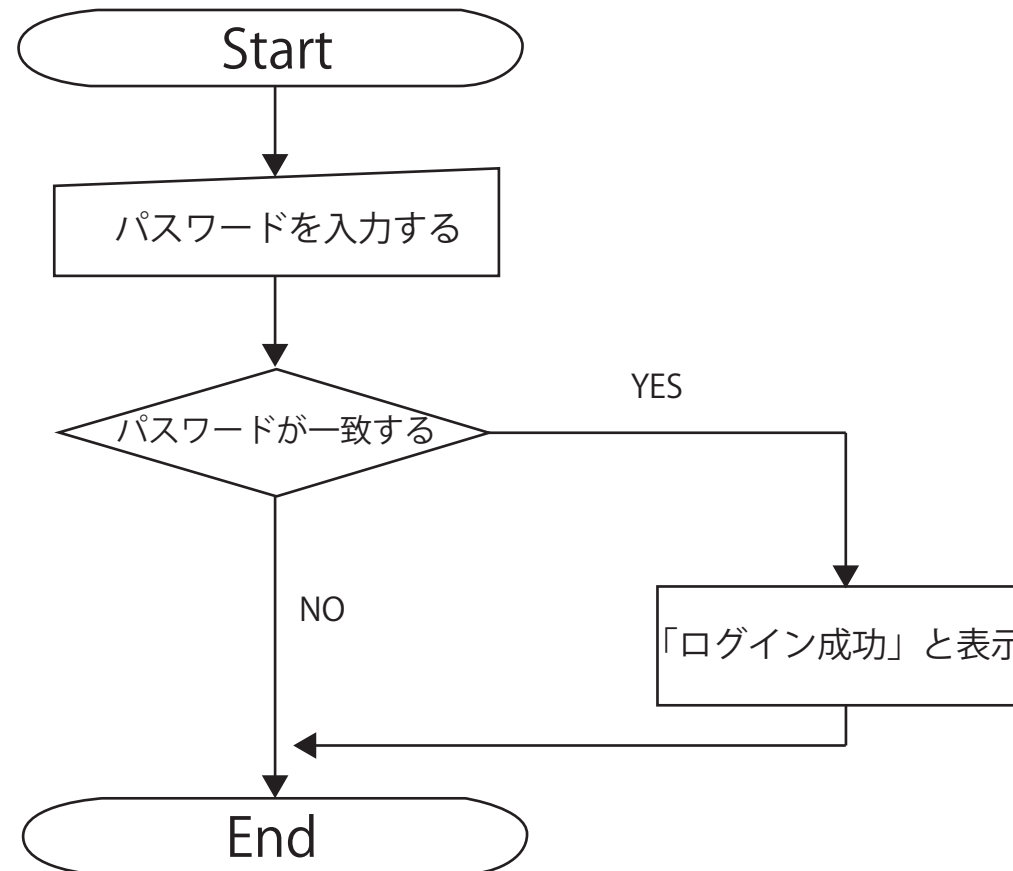 Start
パスワードを入力する
パスワードが一致する
YES
NO
「ログイン成功」と表示
End